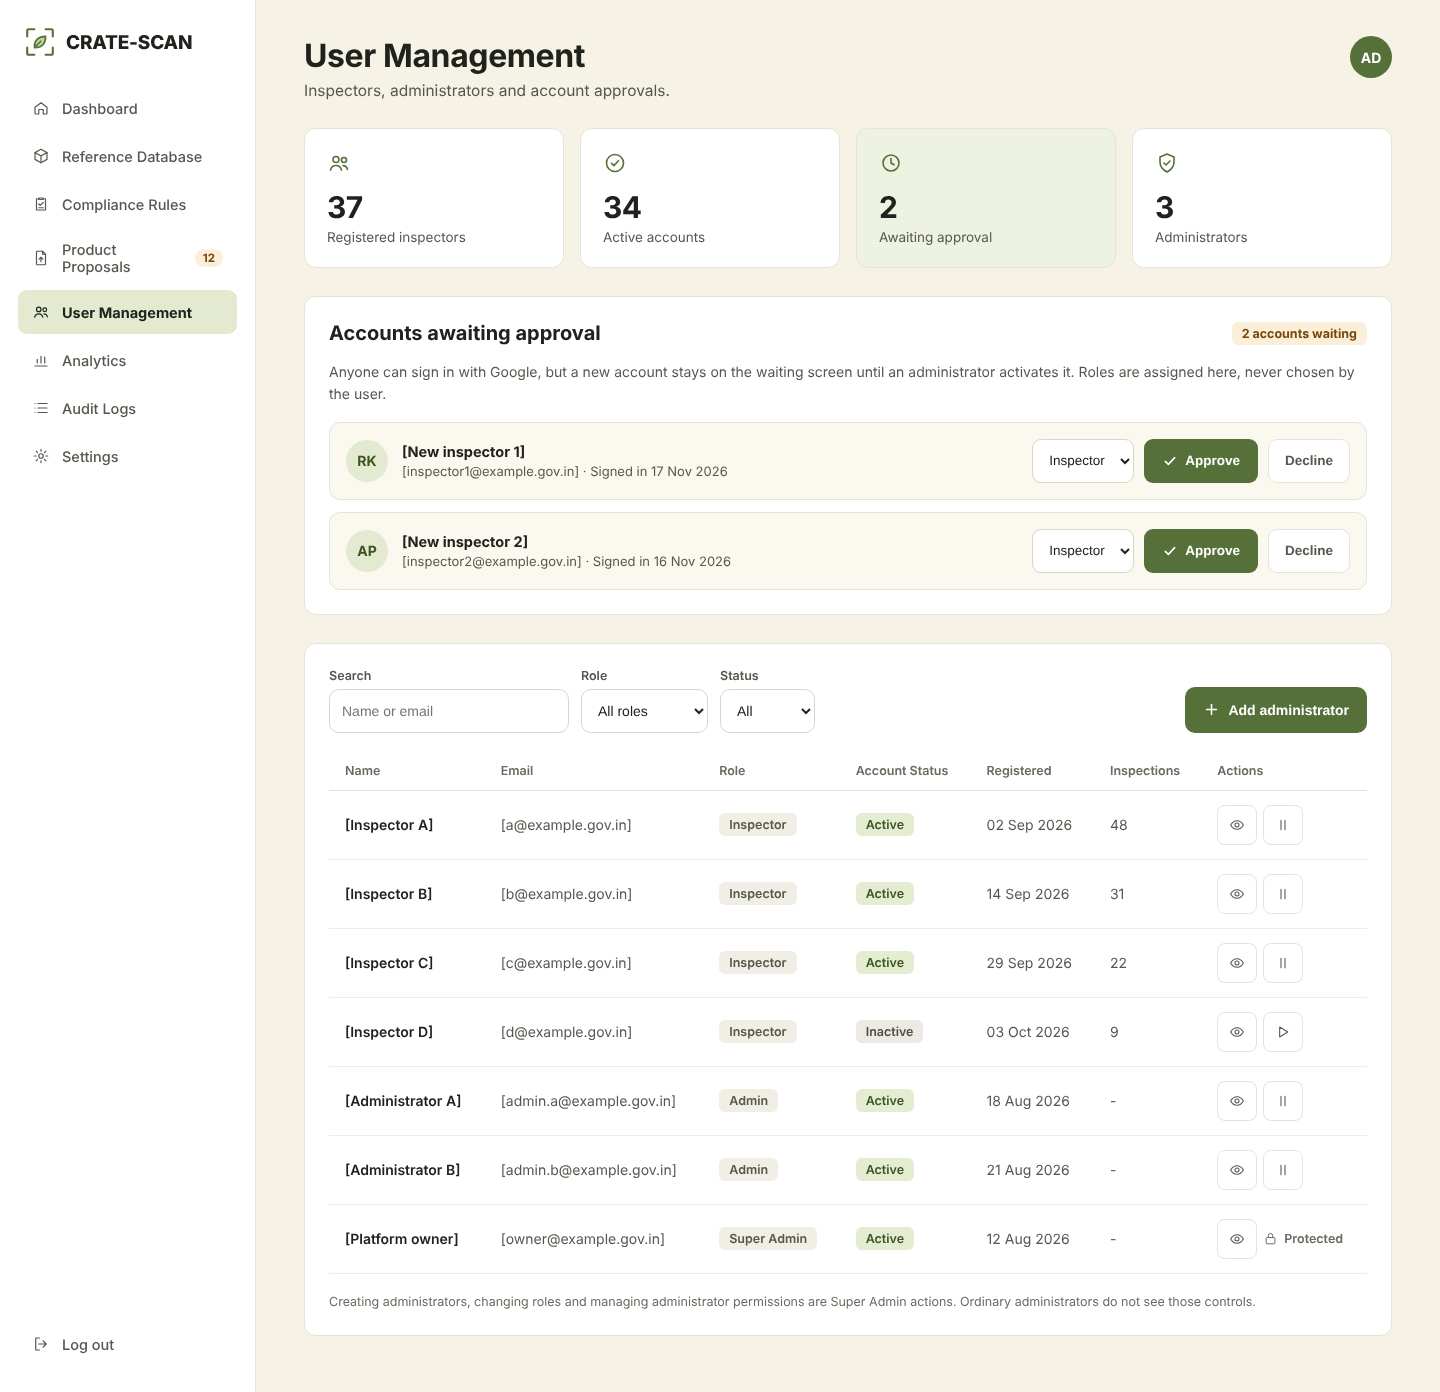 CRATE-SCAN
Dashboard
Reference Database
Compliance Rules
Product
Proposals
12
User Management
Analytics
Audit Logs
Settings
Log out
User Management
Inspectors, administrators and account approvals.
AD
37
Registered inspectors
34
Active accounts
2
Awaiting approval
3
Administrators
Accounts awaiting approval
2 accounts waiting
Anyone can sign in with Google, but a new account stays on the waiting screen until an administrator activates it. Roles are assigned here, never chosen by
the user.
RK
[New inspector 1]
[inspector1@example.gov.in] · Signed in 17 Nov 2026
Inspector
Approve
Decline
AP
[New inspector 2]
[inspector2@example.gov.in] · Signed in 16 Nov 2026
Inspector
Approve
Decline
Search
Role
Status
Name or email
All roles
All
Add administrator
Name Email Role Account Status Registered Inspections Actions
[Inspector A] [a@example.gov.in] Inspector Active 02 Sep 2026 48
[Inspector B] [b@example.gov.in] Inspector Active 14 Sep 2026 31
[Inspector C] [c@example.gov.in] Inspector Active 29 Sep 2026 22
[Inspector D] [d@example.gov.in] Inspector Inactive 03 Oct 2026 9
[Administrator A] [admin.a@example.gov.in] Admin Active 18 Aug 2026 -
[Administrator B] [admin.b@example.gov.in] Admin Active 21 Aug 2026 -
[Platform owner] [owner@example.gov.in] Super Admin Active 12 Aug 2026 - Protected
Creating administrators, changing roles and managing administrator permissions are Super Admin actions. Ordinary administrators do not see those controls.